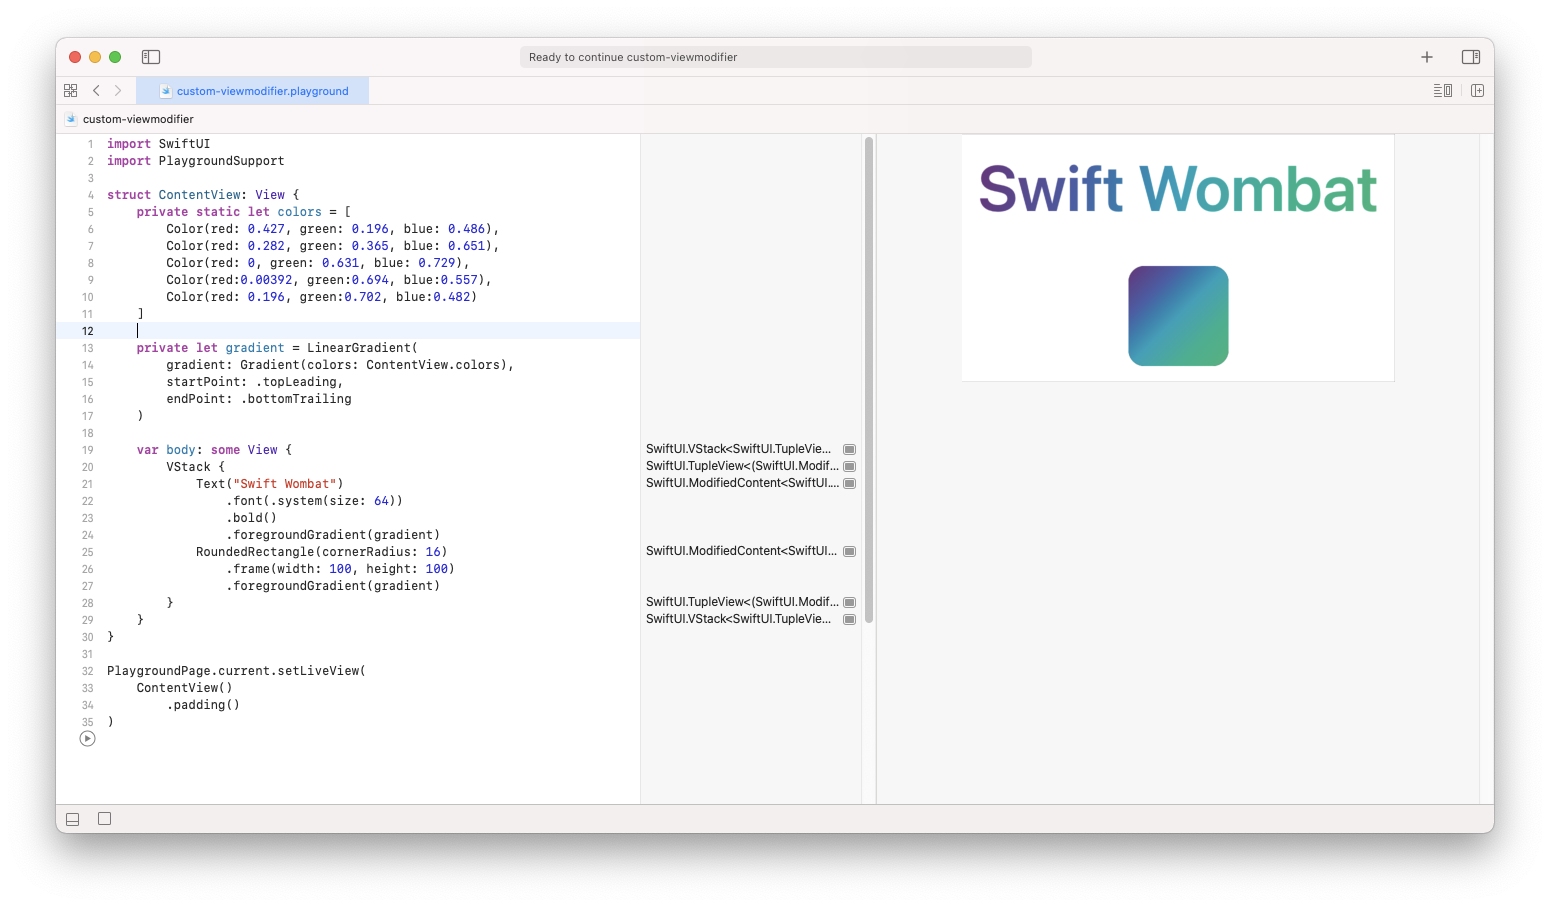 Ready to continue custom-viewmodifier
custom-viewmodifier.playground
custom-viewmodifier
1 import SwiftUI
2 import PlaygroundSupport
3
4 struct ContentView: View {
5     private static let colors = [
6         Color(red: 0.427, green: 0.196, blue: 0.486),
7         Color(red: 0.282, green: 0.365, blue: 0.651),
8         Color(red: 0, green: 0.631, blue: 0.729),
9         Color(red:0.00392, green:0.694, blue:0.557),
10         Color(red: 0.196, green:0.702, blue:0.482)
11     ]
12
13     private let gradient = LinearGradient(
14         gradient: Gradient(colors: ContentView.colors),
15         startPoint: .topLeading,
16         endPoint: .bottomTrailing
17     )
18
19     var body: some View {
20         VStack {
21             Text("Swift Wombat")
22                 .font(.system(size: 64))
23                 .bold()
24                 .foregroundGradient(gradient)
25             RoundedRectangle(cornerRadius: 16)
26                 .frame(width: 100, height: 100)
27                 .foregroundGradient(gradient)
28         }
29     }
30 }
31
32 PlaygroundPage.current.setLiveView(
33     ContentView()
34         .padding()
35 )
SwiftUI.VStack<SwiftUI.TupleVie...
SwiftUI.TupleView<(SwiftUI.Modif...
SwiftUI.ModifiedContent<SwiftUI....
SwiftUI.ModifiedContent<SwiftUI...
SwiftUI.TupleView<(SwiftUI.Modif...
SwiftUI.VStack<SwiftUI.TupleVie...
Swift Wombat